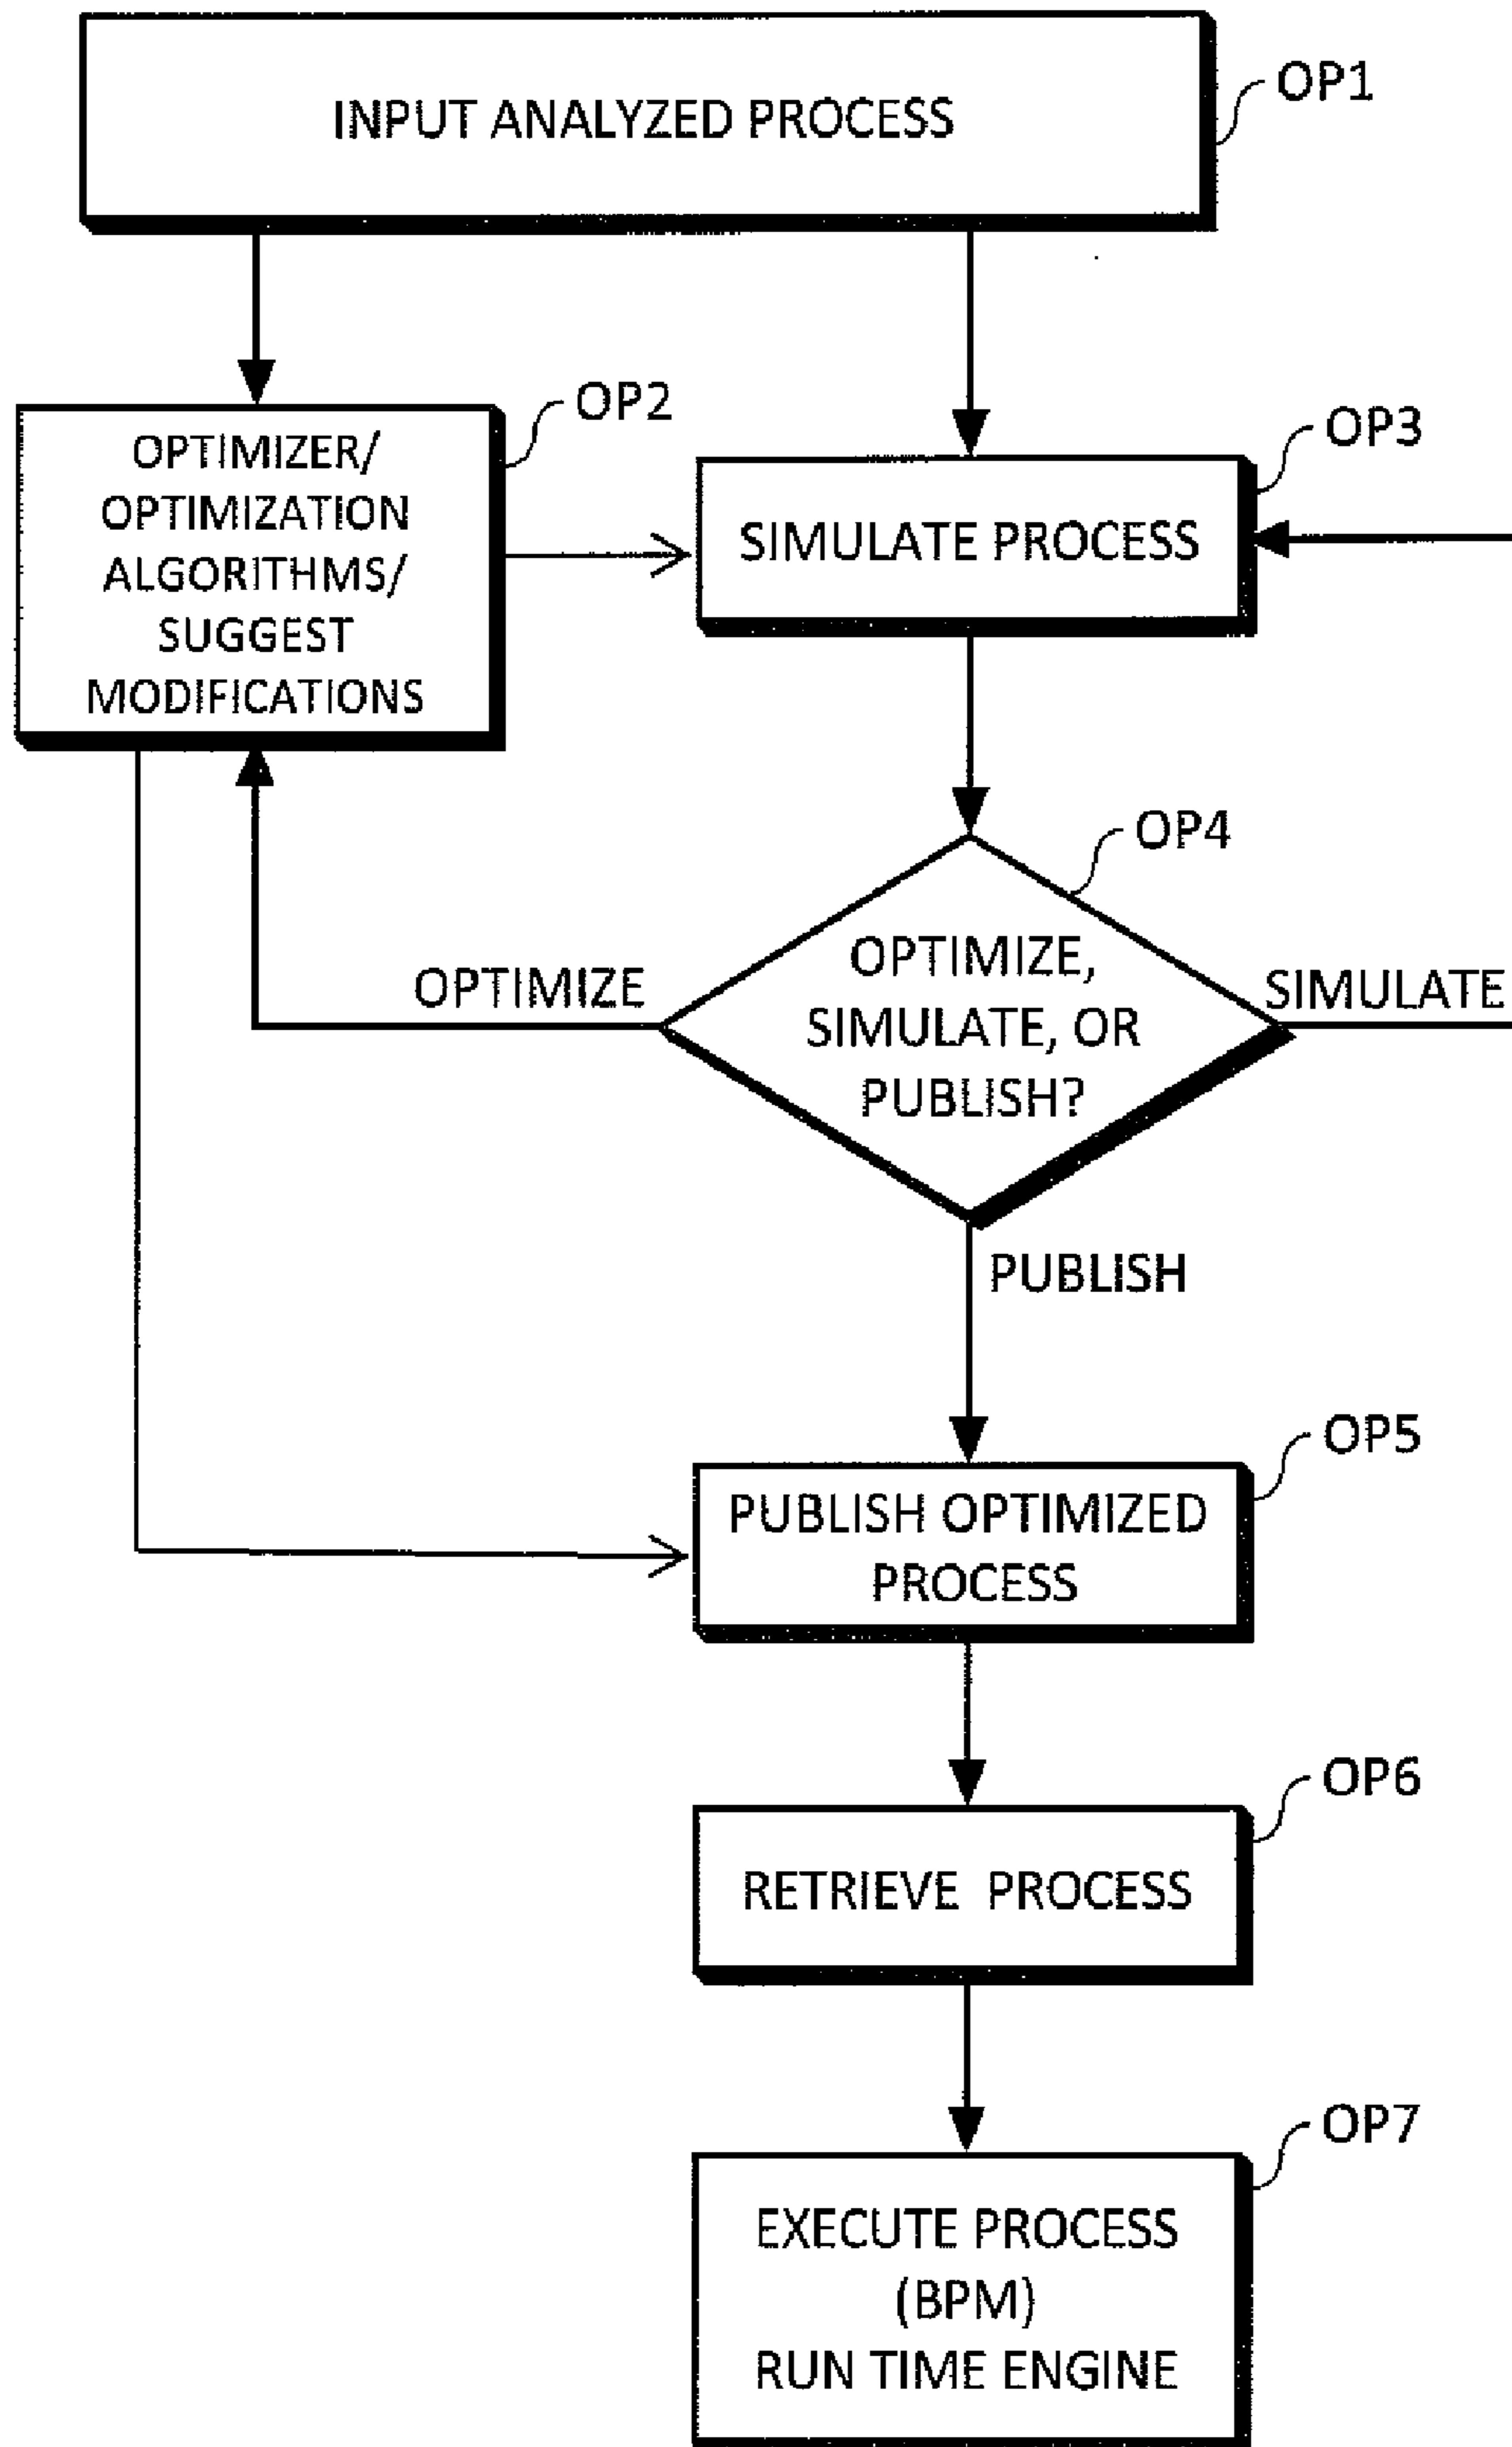 INPUT ANALYZED PROCESS
OP1
OP2
OPTIMIZER/
OPTIMIZATION
ALGORITHMS/
SUGGEST
MODIFICATIONS
OP3
SIMULATE PROCESS
OP4
OPTIMIZE,
SIMULATE, OR
PUBLISH?
OPTIMIZE
SIMULATE
PUBLISH
OP5
PUBLISH OPTIMIZED
PROCESS
OP6
RETRIEVE PROCESS
OP7
EXECUTE PROCESS
(BPM)
RUN TIME ENGINE